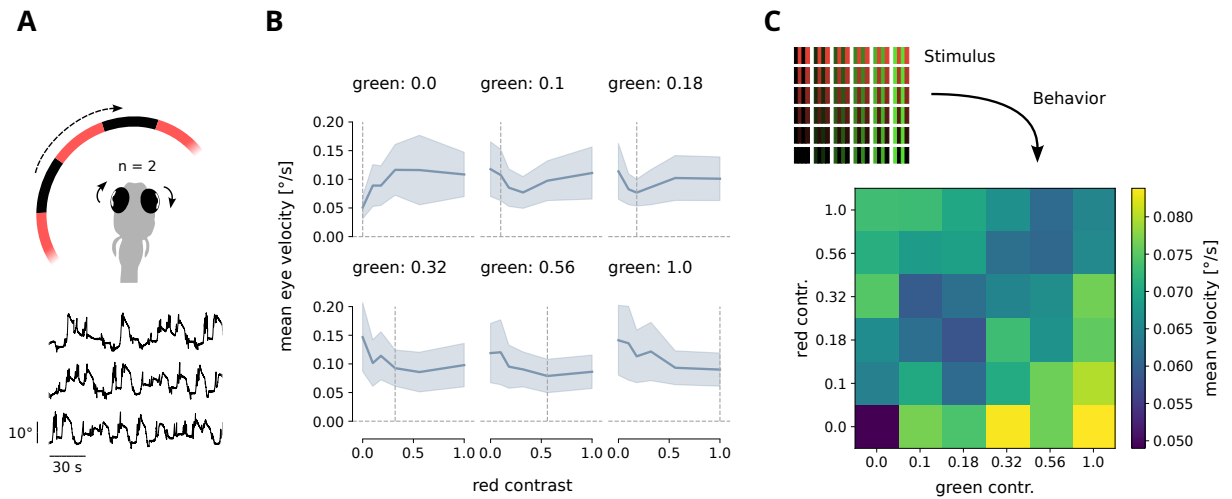 A
n = 2
10°
30 s
B
green: 0.0
green: 0.1
green: 0.18
0.20
0.15
0.10
0.05
0.00
green: 0.32
green: 0.56
green: 1.0
0.20
0.15
0.10
0.05
0.00
mean eye velocity [°/s]
0.0 0.5 1.0
0.0 0.5 1.0
0.0 0.5 1.0
red contrast
C
Stimulus
Behavior
1.0
0.56
0.32
0.18
0.1
0.0
red contr.
0.0 0.1 0.18 0.32 0.56 1.0
green contr.
0.080
0.075
0.070
0.065
0.060
0.055
0.050
mean velocity [°/s]